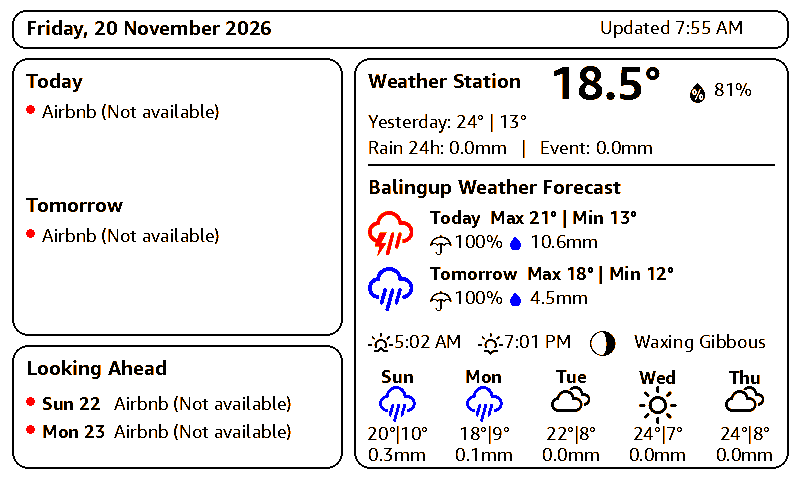 Friday, 20 November 2026
Updated 7:55 AM
Today
Airbnb (Not available)
Tomorrow
Airbnb (Not available)
Looking Ahead
Sun 22 Airbnb (Not available)
Mon 23 Airbnb (Not available)
Weather Station 18.5° 81%
Yesterday: 24° | 13°
Rain 24h: 0.0mm | Event: 0.0mm
Balingup Weather Forecast
Today Max 21° | Min 13°
100% 10.6mm
Tomorrow Max 18° | Min 12°
100% 4.5mm
5:02 AM 7:01 PM Waxing Gibbous
Sun Mon Tue Wed Thu
20°|10° 18°|9° 22°|8° 24°|7° 24°|8°
0.3mm 0.1mm 0.0mm 0.0mm 0.0mm